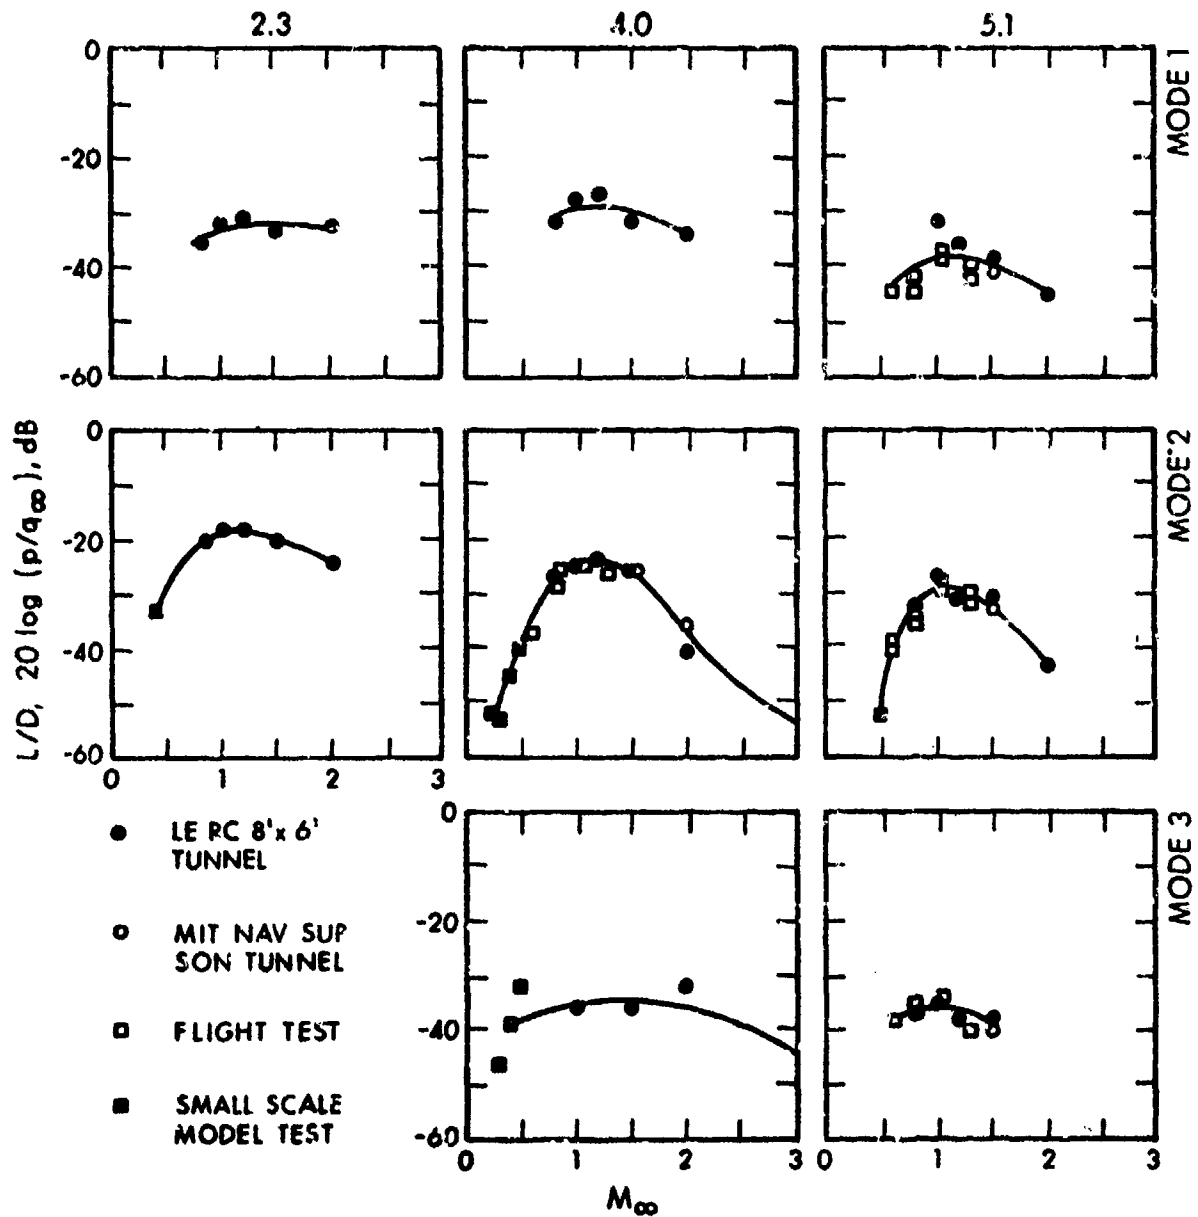 2.3 4.0 5.1
0
-20
-40
-60
MODE 1
0
-20
-40
-60
MODE 2
L/D, 20 log (p/q∞), dB
0 1 2 3
0
-20
-40
-60
MODE 3
0 1 2 3 0 1 2 3
M∞
LE RC 8'x 6'
TUNNEL
MIT NAV SUP
SON TUNNEL
FLIGHT TEST
SMALL SCALE
MODEL TEST